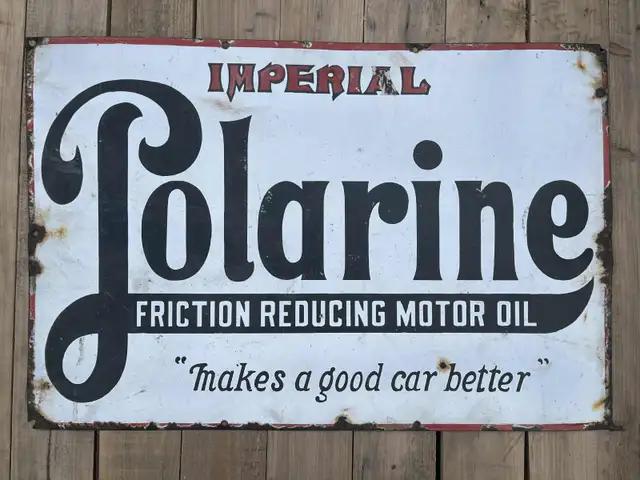 IMPERIAL
Polarine
FRICTION REDUCING MOTOR OIL
"makes a good car better"